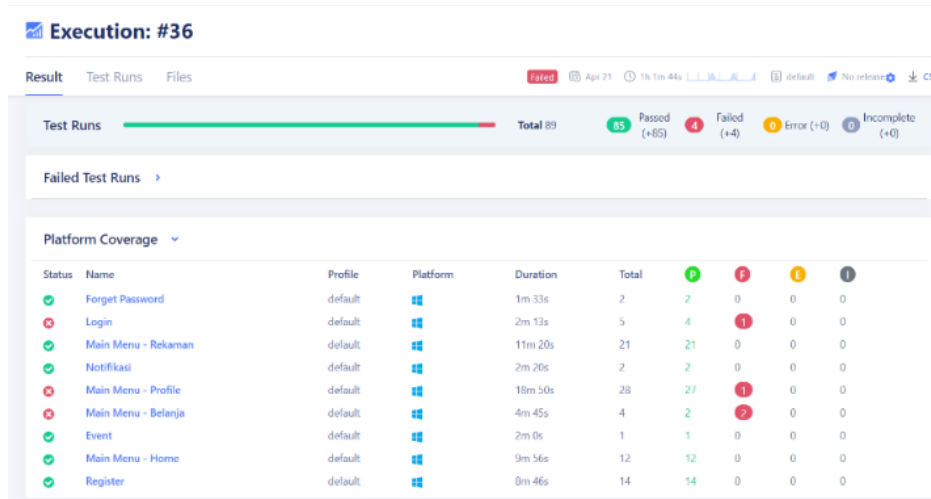 Execution: #36
Result Test Runs Files Failed Apr 21 1h 1m 44s default No release
Test Runs Total 89 85 Passed (+85) 4 Failed (+4) 0 Error (+0) 0 Incomplete (+0)
Failed Test Runs
Platform Coverage
Status Name Profile Platform Duration Total P F E I
Forget Password default 1m 33s 2 2 0 0 0
Login default 2m 13s 5 4 1 0 0
Main Menu - Rekaman default 11m 20s 21 21 0 0 0
Notifikasi default 2m 20s 2 2 0 0 0
Main Menu - Profile default 18m 50s 28 27 1 0 0
Main Menu - Belanja default 4m 45s 4 2 2 0 0
Event default 2m 0s 1 1 0 0 0
Main Menu - Home default 9m 56s 12 12 0 0 0
Register default 8m 46s 14 14 0 0 0